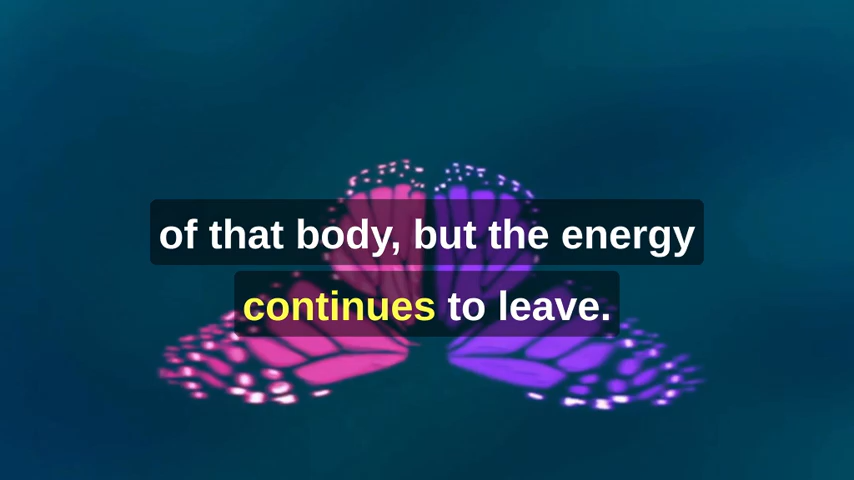 of that body, but the energy
continues to leave.